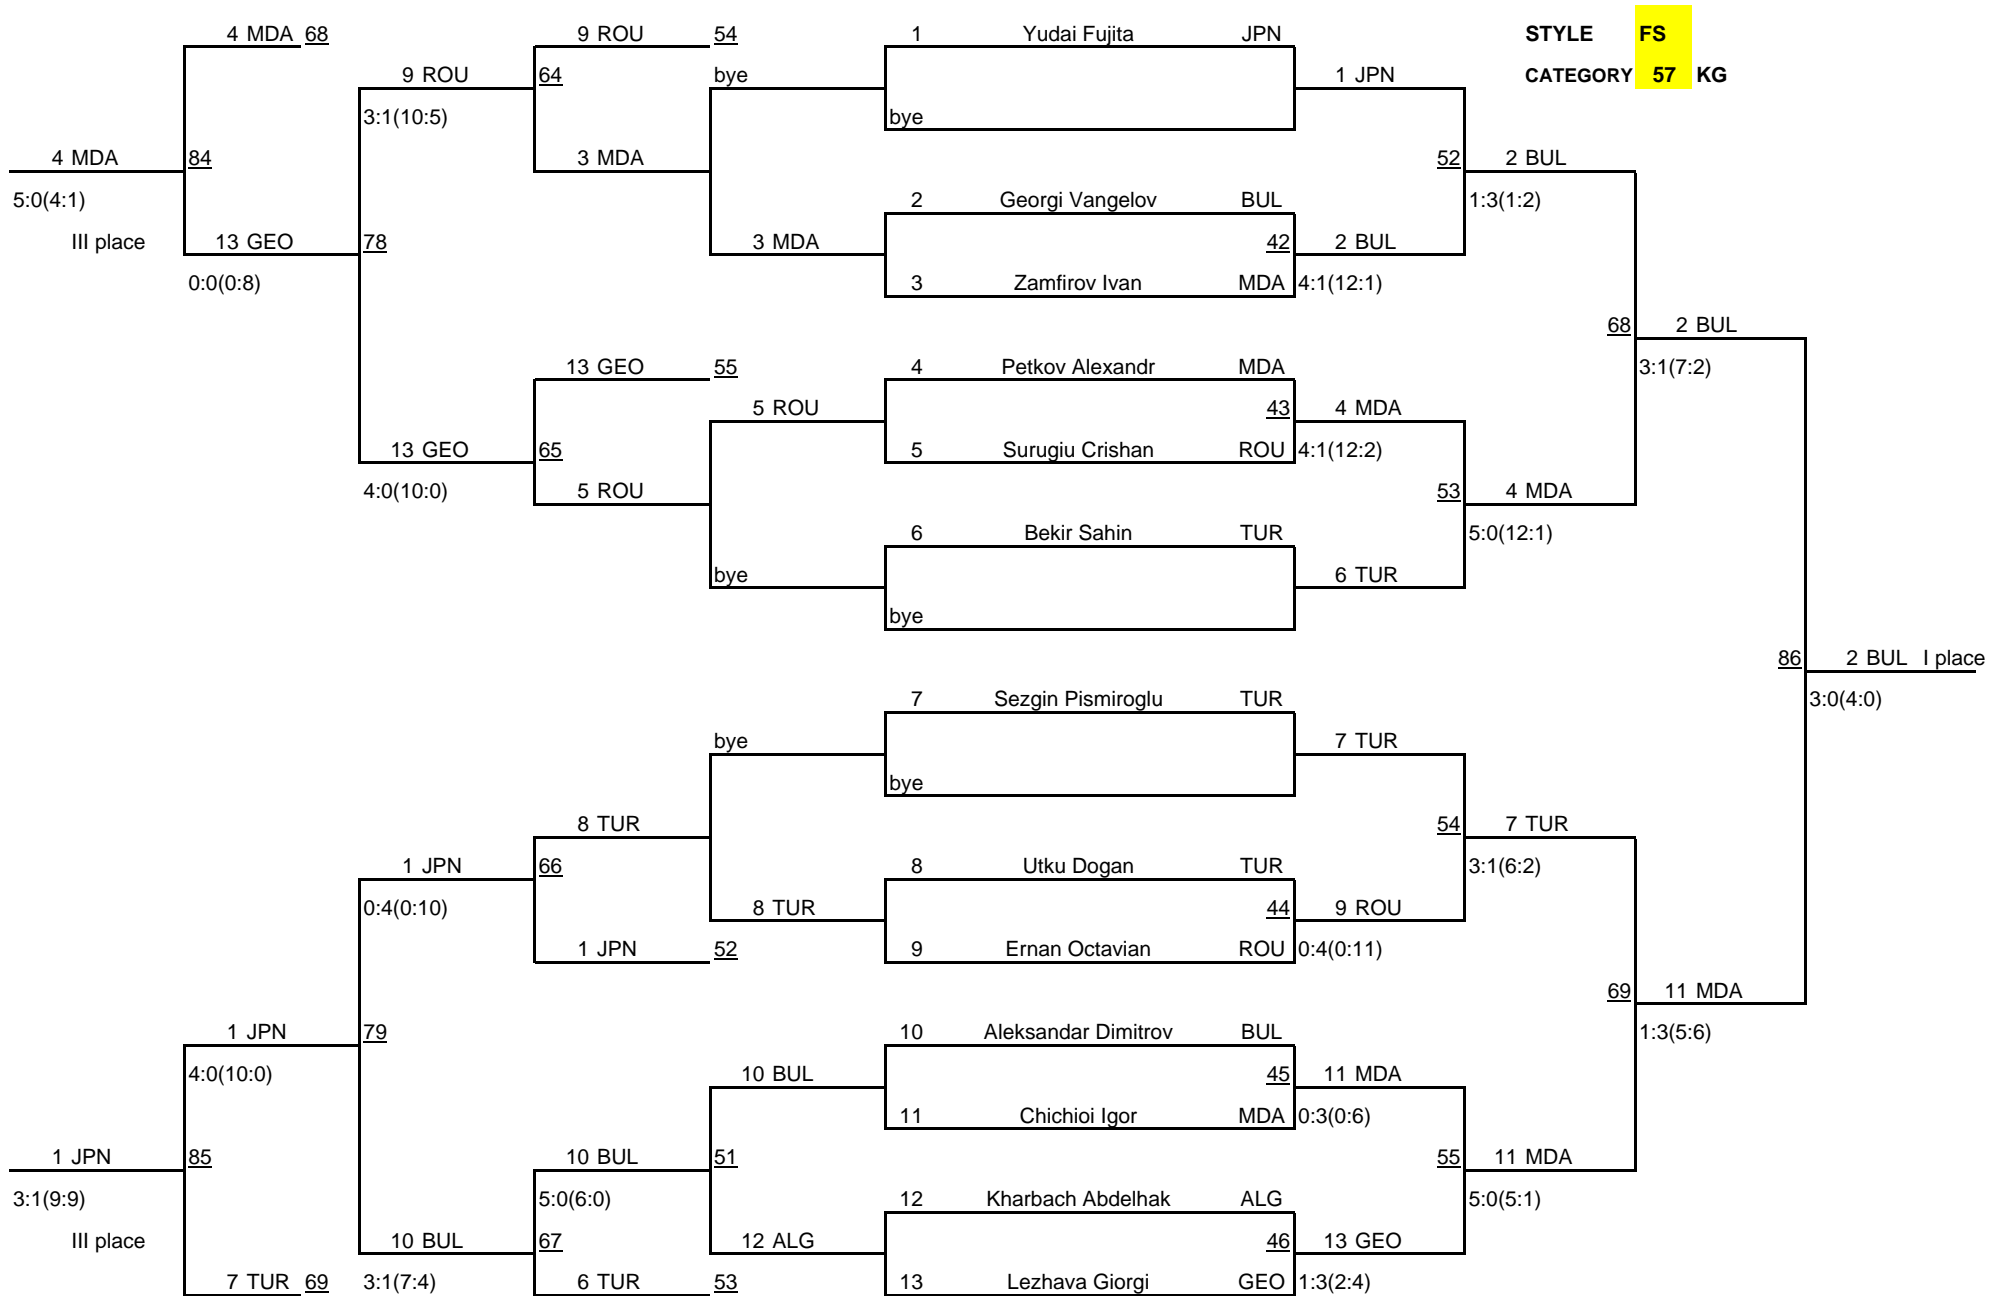 4 MDA 68 9 ROU 54 1 Yudai Fujita JPN STYLE FS
9 ROU 64 bye 1 JPN CATEGORY 57 KG
3:1(10:5) bye
4 MDA 84 3 MDA 52 2 BUL
5:0(4:1) 2 Georgi Vangelov BUL 1:3(1:2)
III place 13 GEO 78 3 MDA 42 2 BUL
0:0(0:8) 3 Zamfirov Ivan MDA 4:1(12:1)
68 2 BUL
13 GEO 55 4 Petkov Alexandr MDA 3:1(7:2)
5 ROU 43 4 MDA
13 GEO 65 5 Surugiu Crishan ROU 4:1(12:2)
4:0(10:0) 5 ROU 53 4 MDA
6 Bekir Sahin TUR 5:0(12:1)
bye 6 TUR
bye
86 2 BUL I place
7 Sezgin Pismiroglu TUR 3:0(4:0)
bye 7 TUR
bye
8 TUR 54 7 TUR
1 JPN 66 8 Utku Dogan TUR 3:1(6:2)
0:4(0:10) 8 TUR 44 9 ROU
1 JPN 52 9 Ernan Octavian ROU 0:4(0:11)
69 11 MDA
1 JPN 79 10 Aleksandar Dimitrov BUL 1:3(5:6)
4:0(10:0) 10 BUL 45 11 MDA
11 Chichioi Igor MDA 0:3(0:6)
1 JPN 85 10 BUL 51 55 11 MDA
3:1(9:9) 5:0(6:0) 12 Kharbach Abdelhak ALG 5:0(5:1)
III place 10 BUL 67 12 ALG 46 13 GEO
7 TUR 69 3:1(7:4) 6 TUR 53 13 Lezhava Giorgi GEO 1:3(2:4)